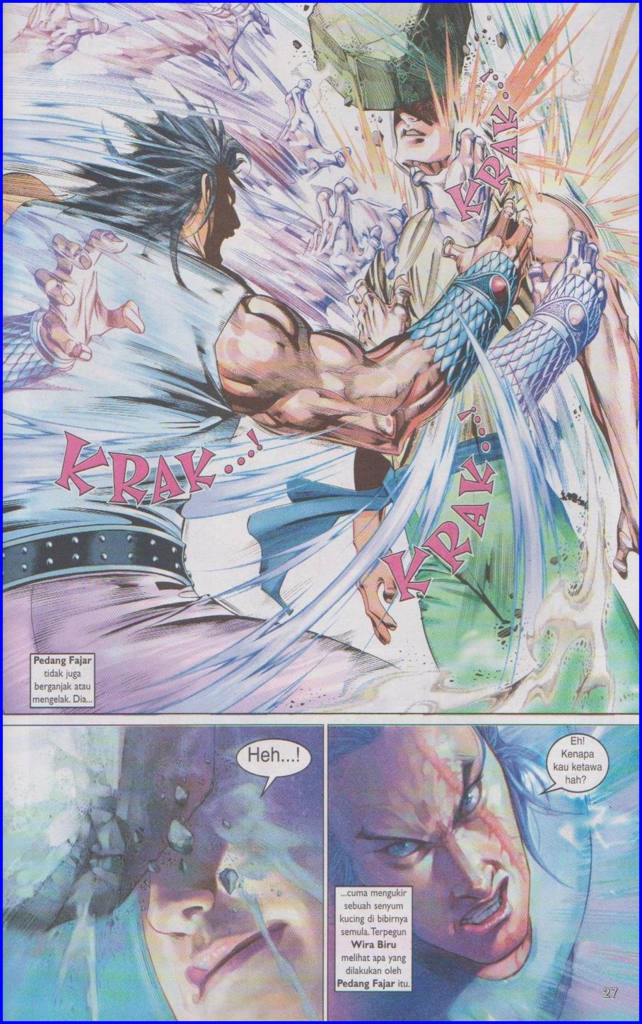 KRAK...!
KRAK...!
KRAK...!
KRAK...!
Pedang Fajar
tidak juga
berganjak atau
mengelak. Dia...
Heh...!
Eh!
Kenapa
kau ketawa
hah?
...cuma mengukir
sebuah senyum
kucing di bibirnya
semula. Terpegun
Wira Biru
melihat apa yang
dilakukan oleh
Pedang Fajar itu.
27